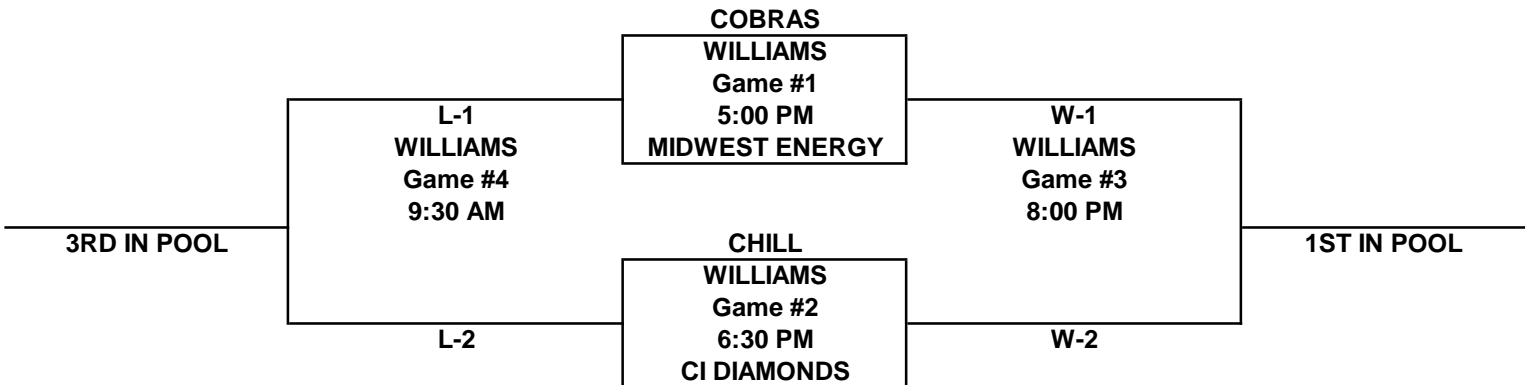 COBRAS
WILLIAMS
Game #1
L-1
5:00 PM
W-1
WILLIAMS
MIDWEST ENERGY
WILLIAMS
Game #4
Game #3
9:30 AM
8:00 PM
3RD IN POOL
CHILL
1ST IN POOL
WILLIAMS
Game #2
L-2
6:30 PM
W-2
CI DIAMONDS